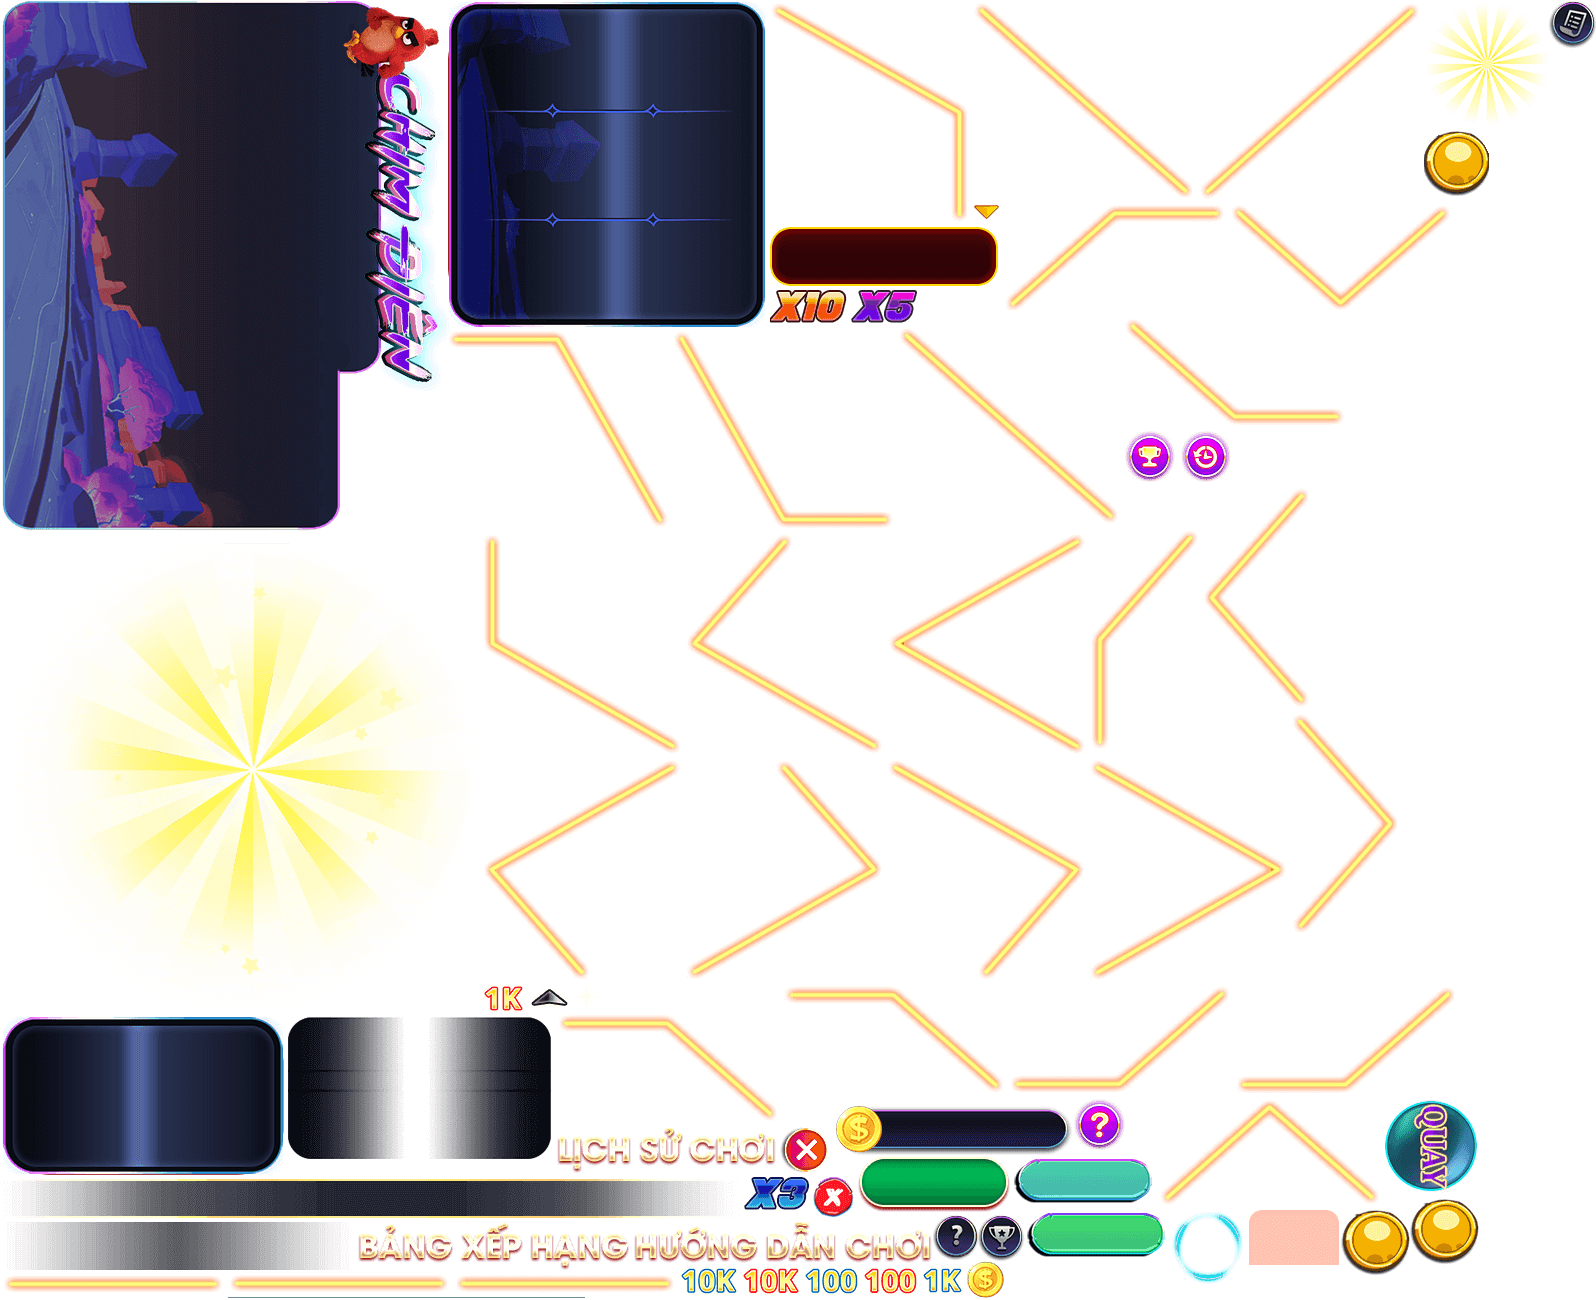 CHIM ĐIÊN
X10 X5
1K
LỊCH SỬ CHƠI
X3
QUAY
BẢNG XẾP HẠNG HƯỚNG DẪN CHƠI
10K 10K 100 100 1K